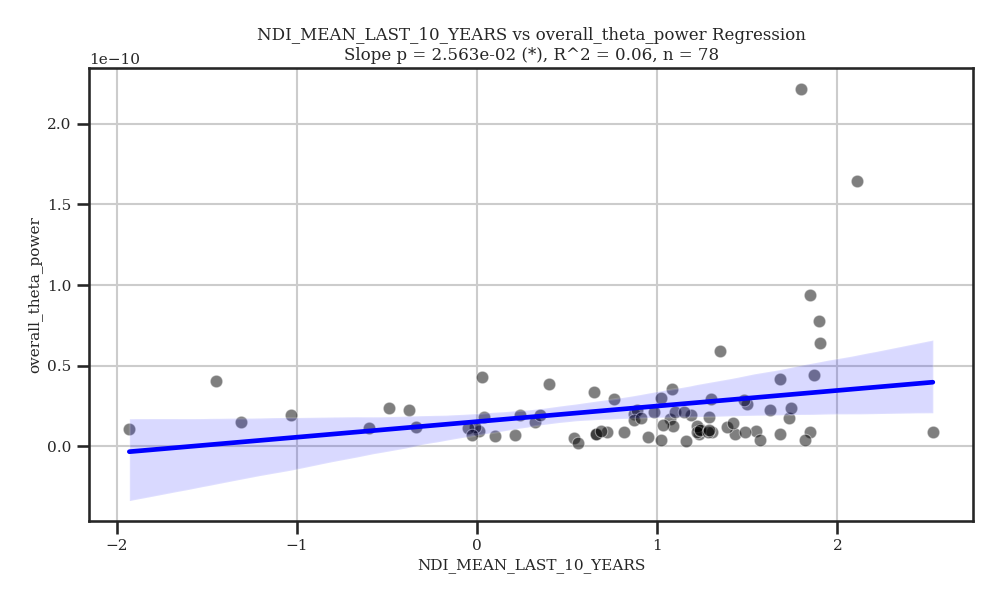 NDI_MEAN_LAST_10_YEARS vs overall_theta_power Regression
Slope p = 2.563e-02 (*), R^2 = 0.06, n = 78
1e−10
2.0
1.5
1.0
0.5
0.0
overall_theta_power
−2
−1
0
1
2
NDI_MEAN_LAST_10_YEARS